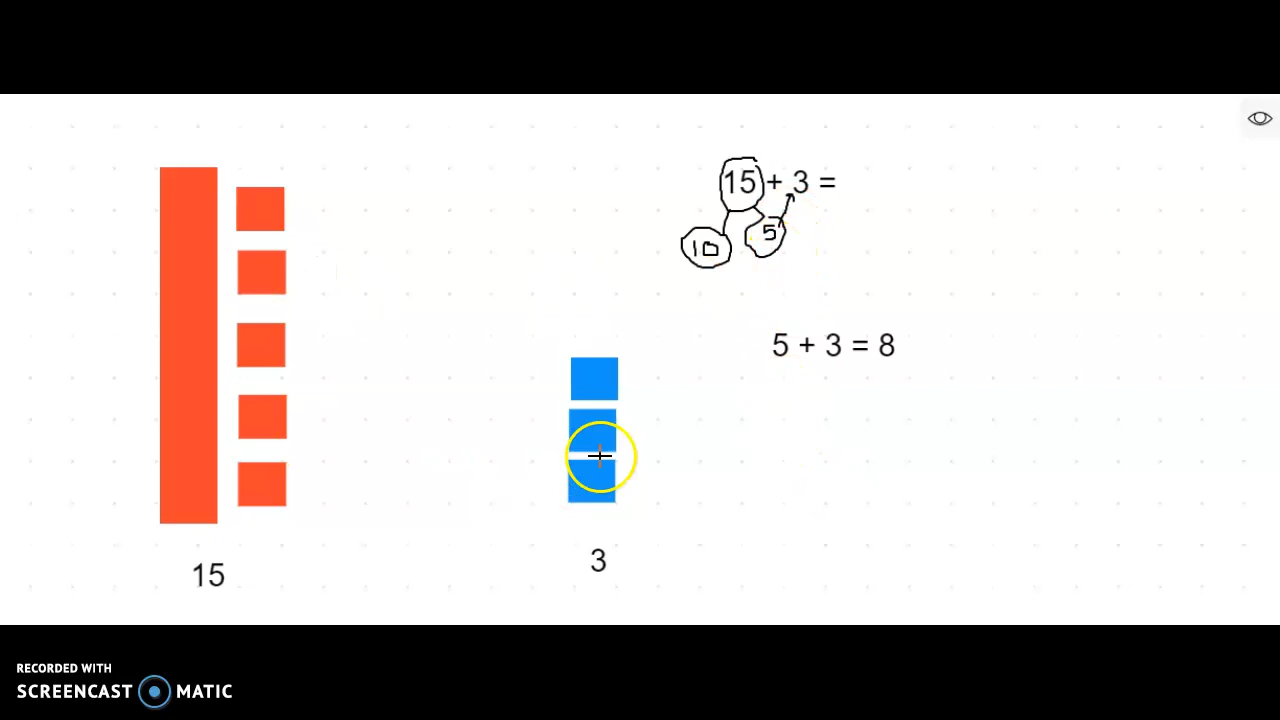 15 + 3 =
10 5
5 + 3 = 8
15
3
RECORDED WITH
SCREENCAST MATIC